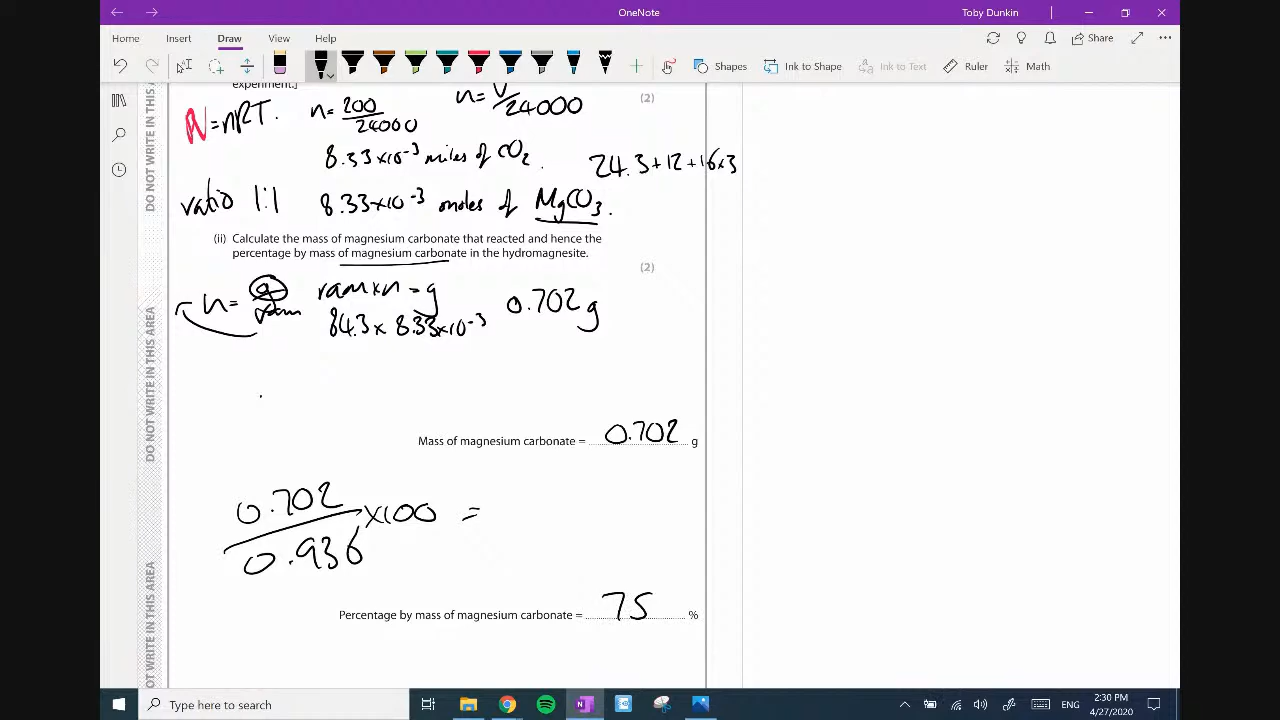 OneNote
Toby Dunkin
Home Insert Draw View Help
Share
Shapes Ink to Shape Ink to Text Ruler Math
experiment.]
(2)
n = V/24000
PV = nRT.
n = 200/24000
8.33×10⁻³ moles of CO₂.
24.3 + 12 + 16×3
ratio 1:1
8.33×10⁻³ moles of MgCO₃.
(ii) Calculate the mass of magnesium carbonate that reacted and hence the
percentage by mass of magnesium carbonate in the hydromagnesite.
(2)
n = g/ram
ram×n = g
84.3 × 8.33×10⁻³
0.702g
Mass of magnesium carbonate = 0.702 g
0.702/0.936 ×100 =
Percentage by mass of magnesium carbonate = 75 %
DO NOT WRITE IN THIS AREA
DO NOT WRITE IN THIS AREA
OT WRITE IN THIS AREA
Type here to search
ENG
2:30 PM
4/27/2020